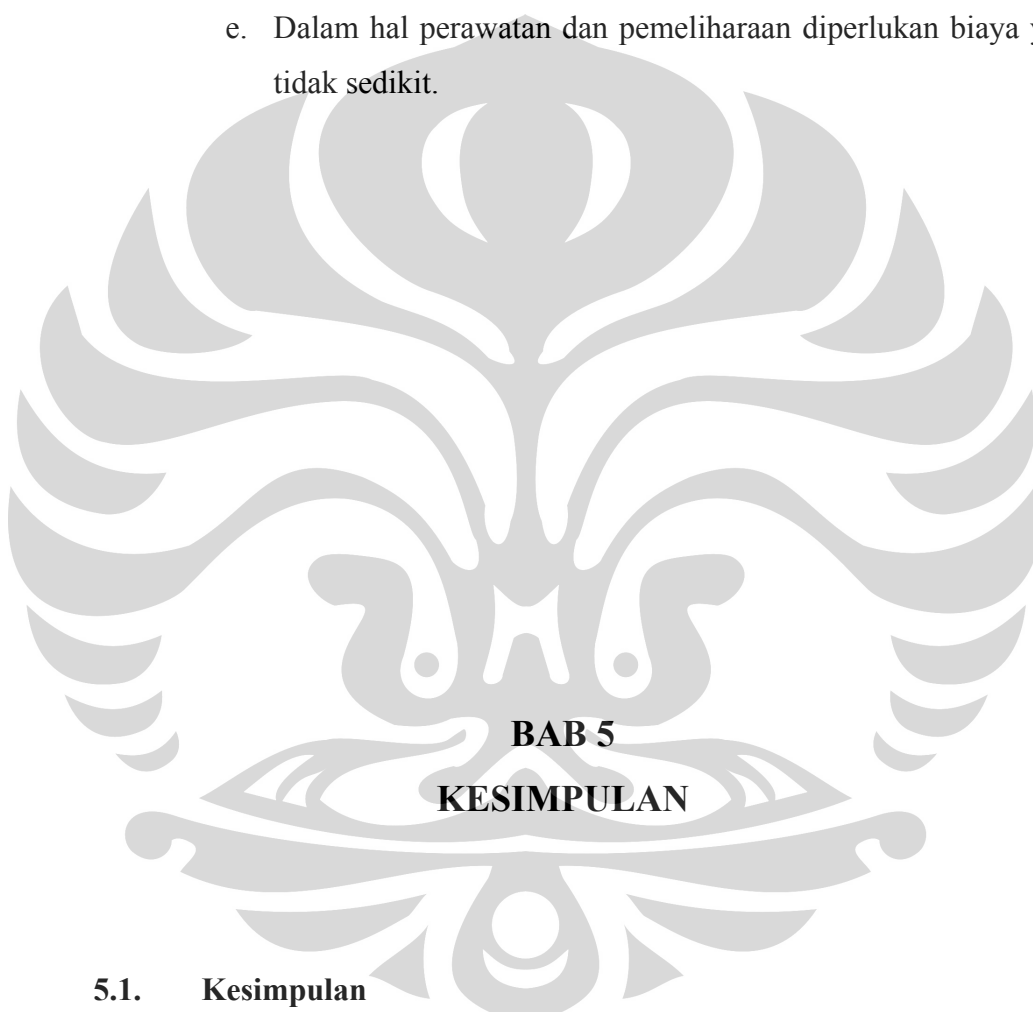 e. Dalam hal perawatan dan pemeliharaan diperlukan biaya
tidak sedikit.
BAB 5
KESIMPULAN
5.1. Kesimpulan